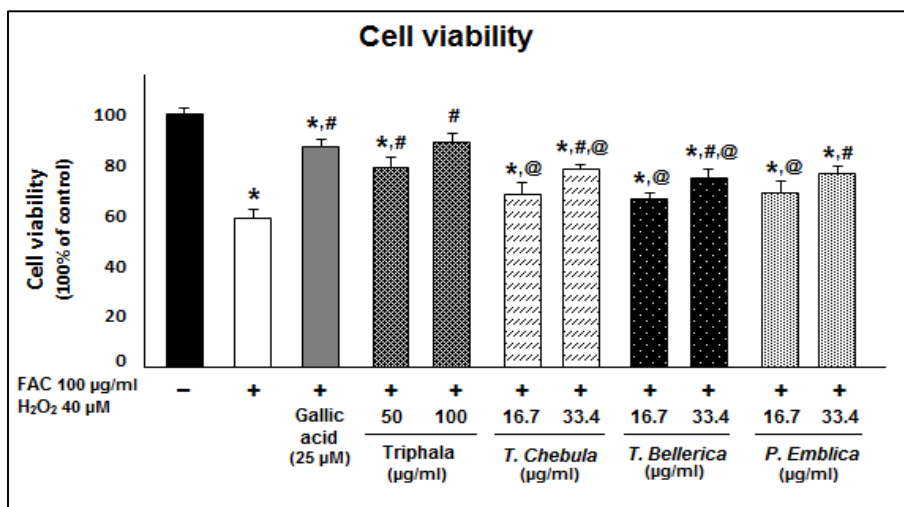 Cell viability
Cell viability
(100% of control)
100
80
60
40
20
0
*
*,#
*,#
#
*,@
*,#,@
*,@
*,#,@
*,@
*,#
FAC 100 µg/ml
H₂O₂ 40 µM
– + + + + + + + + + +
Gallic acid (25 µM)
50 100 16.7 33.4 16.7 33.4 16.7 33.4
Triphala T. Chebula T. Bellerica P. Emblica
(µg/ml) (µg/ml) (µg/ml) (µg/ml)